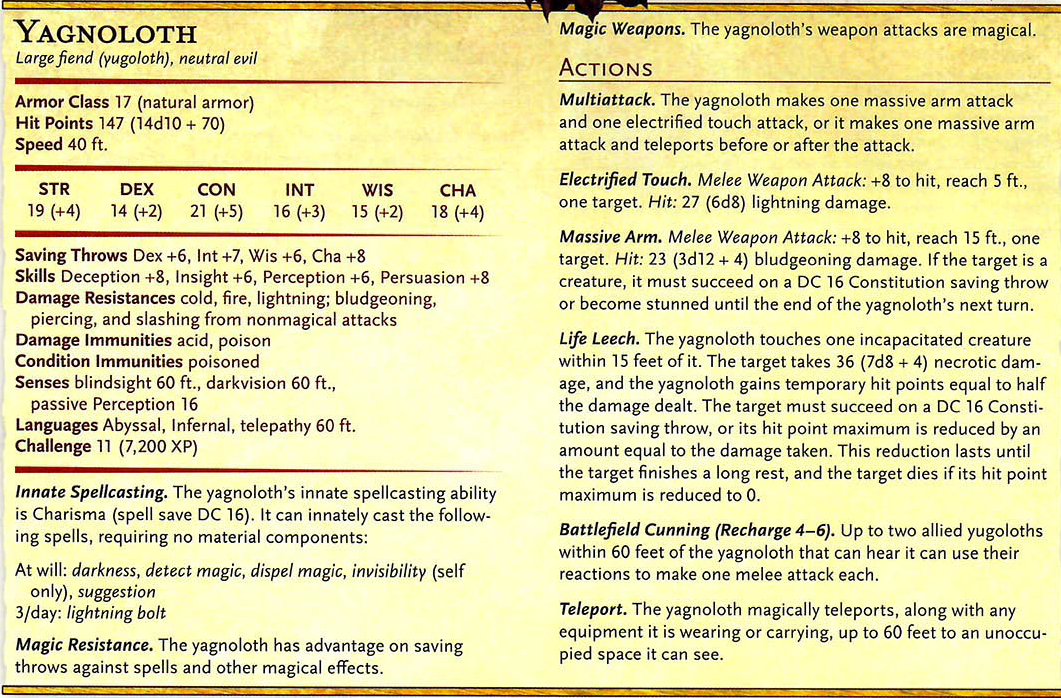 YAGNOLOTH
Large fiend (yugoloth), neutral evil
Armor Class 17 (natural armor)
Hit Points 147 (14d10 + 70)
Speed 40 ft.
STR DEX CON INT WIS CHA
19 (+4) 14 (+2) 21 (+5) 16 (+3) 15 (+2) 18 (+4)
Saving Throws Dex +6, Int +7, Wis +6, Cha +8
Skills Deception +8, Insight +6, Perception +6, Persuasion +8
Damage Resistances cold, fire, lightning; bludgeoning,
piercing, and slashing from nonmagical attacks
Damage Immunities acid, poison
Condition Immunities poisoned
Senses blindsight 60 ft., darkvision 60 ft.,
passive Perception 16
Languages Abyssal, Infernal, telepathy 60 ft.
Challenge 11 (7,200 XP)
Innate Spellcasting. The yagnoloth's innate spellcasting ability
is Charisma (spell save DC 16). It can innately cast the follow-
ing spells, requiring no material components:
At will: darkness, detect magic, dispel magic, invisibility (self
only), suggestion
3/day: lightning bolt
Magic Resistance. The yagnoloth has advantage on saving
throws against spells and other magical effects.
Magic Weapons. The yagnoloth's weapon attacks are magical.
ACTIONS
Multiattack. The yagnoloth makes one massive arm attack
and one electrified touch attack, or it makes one massive arm
attack and teleports before or after the attack.
Electrified Touch. Melee Weapon Attack: +8 to hit, reach 5 ft.,
one target. Hit: 27 (6d8) lightning damage.
Massive Arm. Melee Weapon Attack: +8 to hit, reach 15 ft., one
target. Hit: 23 (3d12 + 4) bludgeoning damage. If the target is a
creature, it must succeed on a DC 16 Constitution saving throw
or become stunned until the end of the yagnoloth's next turn.
Life Leech. The yagnoloth touches one incapacitated creature
within 15 feet of it. The target takes 36 (7d8 + 4) necrotic dam-
age, and the yagnoloth gains temporary hit points equal to half
the damage dealt. The target must succeed on a DC 16 Consti-
tution saving throw, or its hit point maximum is reduced by an
amount equal to the damage taken. This reduction lasts until
the target finishes a long rest, and the target dies if its hit point
maximum is reduced to 0.
Battlefield Cunning (Recharge 4–6). Up to two allied yugoloths
within 60 feet of the yagnoloth that can hear it can use their
reactions to make one melee attack each.
Teleport. The yagnoloth magically teleports, along with any
equipment it is wearing or carrying, up to 60 feet to an unoccu-
pied space it can see.